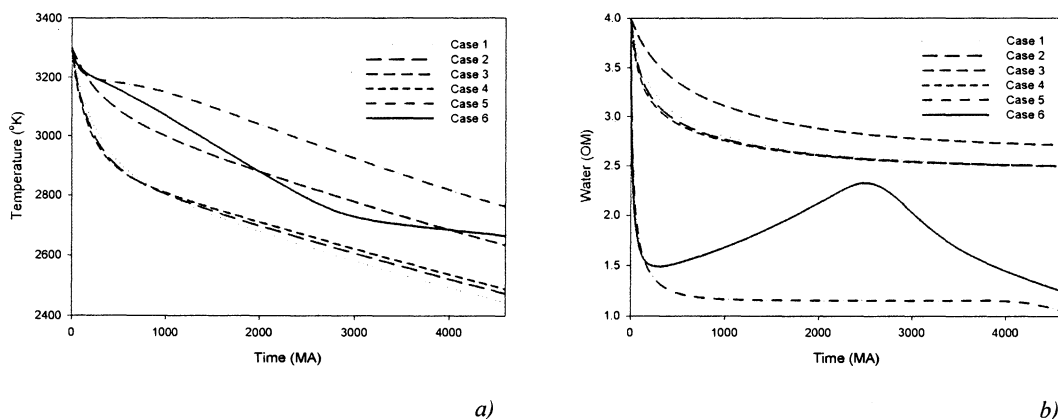 3400
3200
3000
2800
2600
2400
Temperature (°K)
0
1000
2000
3000
4000
Time (MA)
Case 1
Case 2
Case 3
Case 4
Case 5
Case 6
a)
4.0
3.5
3.0
2.5
2.0
1.5
1.0
Water (OM)
0
1000
2000
3000
4000
Time (MA)
Case 1
Case 2
Case 3
Case 4
Case 5
Case 6
b)